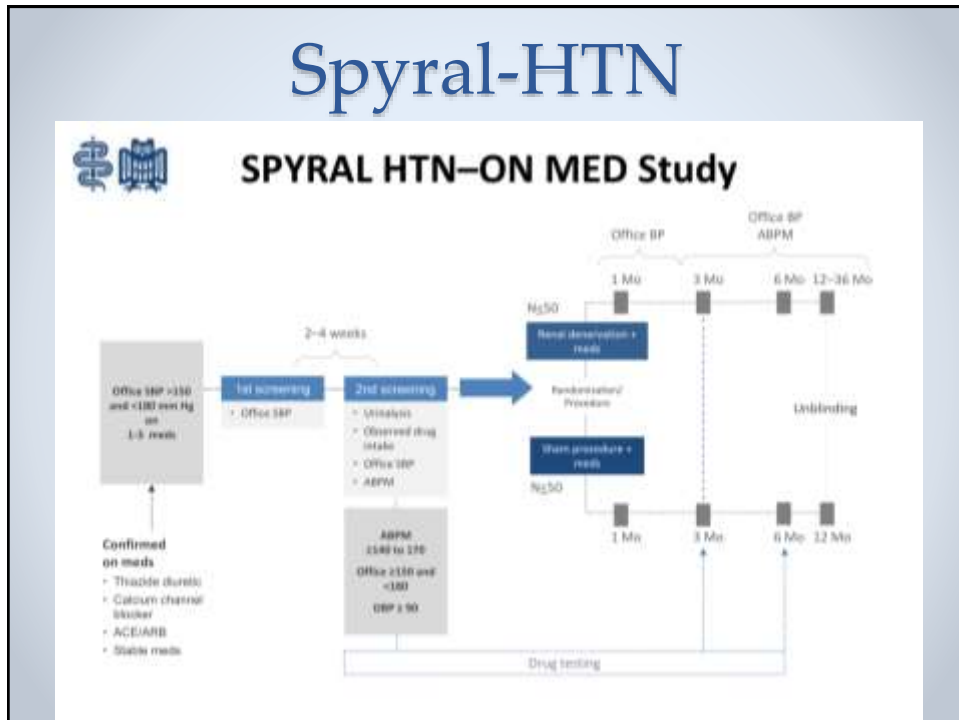 Spyral-HTN
SPYRAL HTN–ON MED Study
Office BP
Office BP
ABPM
1 Mo
3 Mo
6 Mo
12–36 Mo
N≤50
Renal denervation +
meds
2–4 weeks
Office SBP >150
and <180 mm Hg
on
1-3 meds
1st screening
• Office SBP
2nd screening
• Urinalysis
• Observed drug
intake
• Office SBP
• ABPM
Randomization/
Procedure
Unblinding
Sham procedure +
meds
N≤50
1 Mo
3 Mo
6 Mo
12 Mo
ABPM
≥140 to 170
Office ≥150 and
<180
DBP ≥ 90
Confirmed
on meds
• Thiazide diuretic
• Calcium channel
blocker
• ACE/ARB
• Stable meds
Drug testing